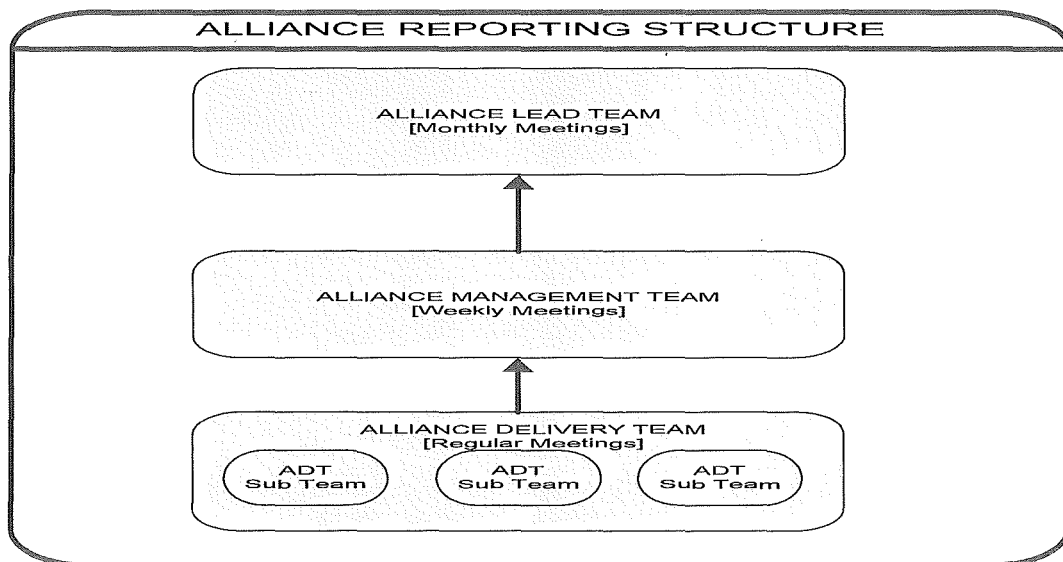 ALLIANCE REPORTING STRUCTURE
ALLIANCE LEAD TEAM
[Monthly Meetings]
ALLIANCE MANAGEMENT TEAM
[Weekly Meetings]
ALLIANCE DELIVERY TEAM
[Regular Meetings]
ADT
Sub Team
ADT
Sub Team
ADT
Sub Team